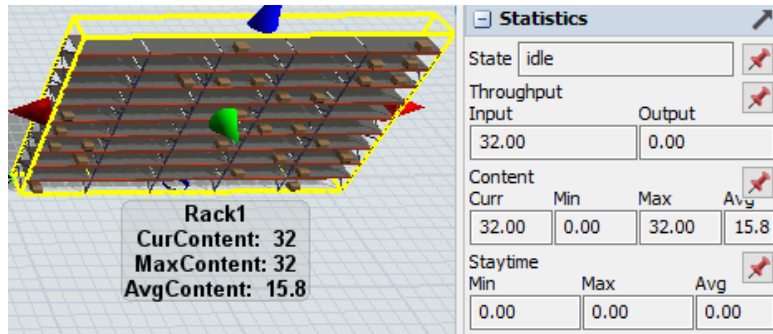 Statistics
State idle
Throughput
Input Output
32.00 0.00
Content
Curr Min Max Avg
32.00 0.00 32.00 15.8
Staytime
Min Max Avg
0.00 0.00 0.00
Rack1
CurContent: 32
MaxContent: 32
AvgContent: 15.8